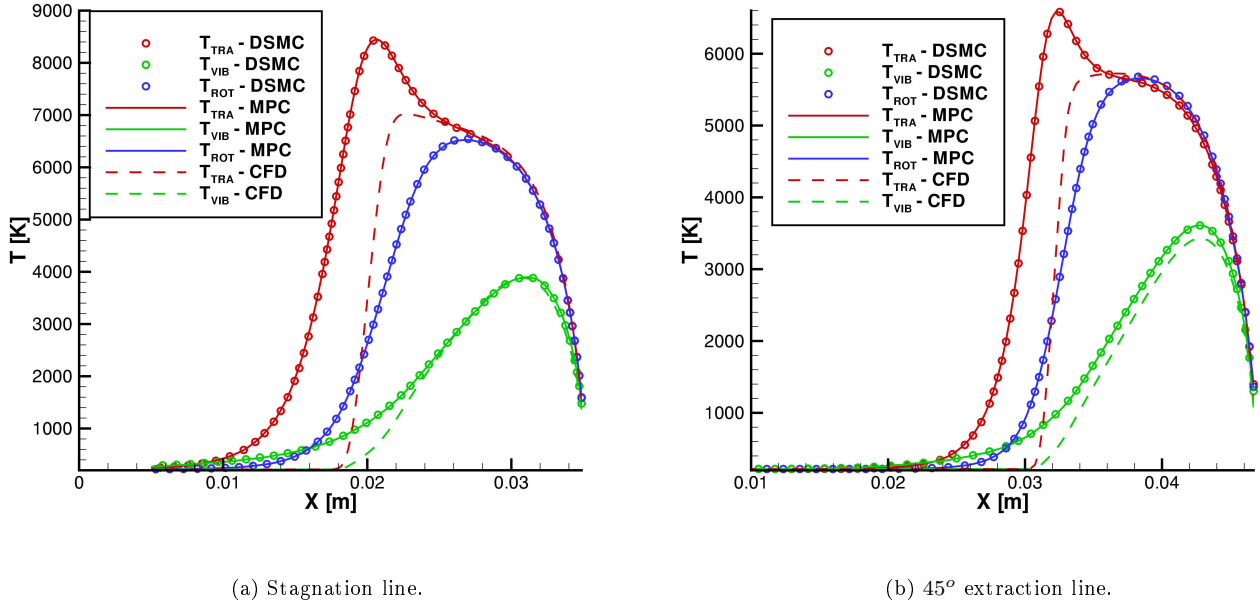 9000
8000
7000
6000
5000
4000
3000
2000
1000
0
0.01
0.02
0.03
T [K]
X [m]
T_TRA - DSMC
T_VIB - DSMC
T_ROT - DSMC
T_TRA - MPC
T_VIB - MPC
T_ROT - MPC
T_TRA - CFD
T_VIB - CFD
(a) Stagnation line.
6000
5000
4000
3000
2000
1000
0.01
0.02
0.03
0.04
T [K]
X [m]
T_TRA - DSMC
T_VIB - DSMC
T_ROT - DSMC
T_TRA - MPC
T_VIB - MPC
T_ROT - MPC
T_TRA - CFD
T_VIB - CFD
(b) 45° extraction line.